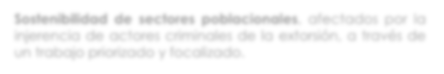 Sostenibilidad de sectores poblacionales, afectados por la
injerencia de actores criminales de la extorsión, a través de
un trabajo priorizado y focalizado.